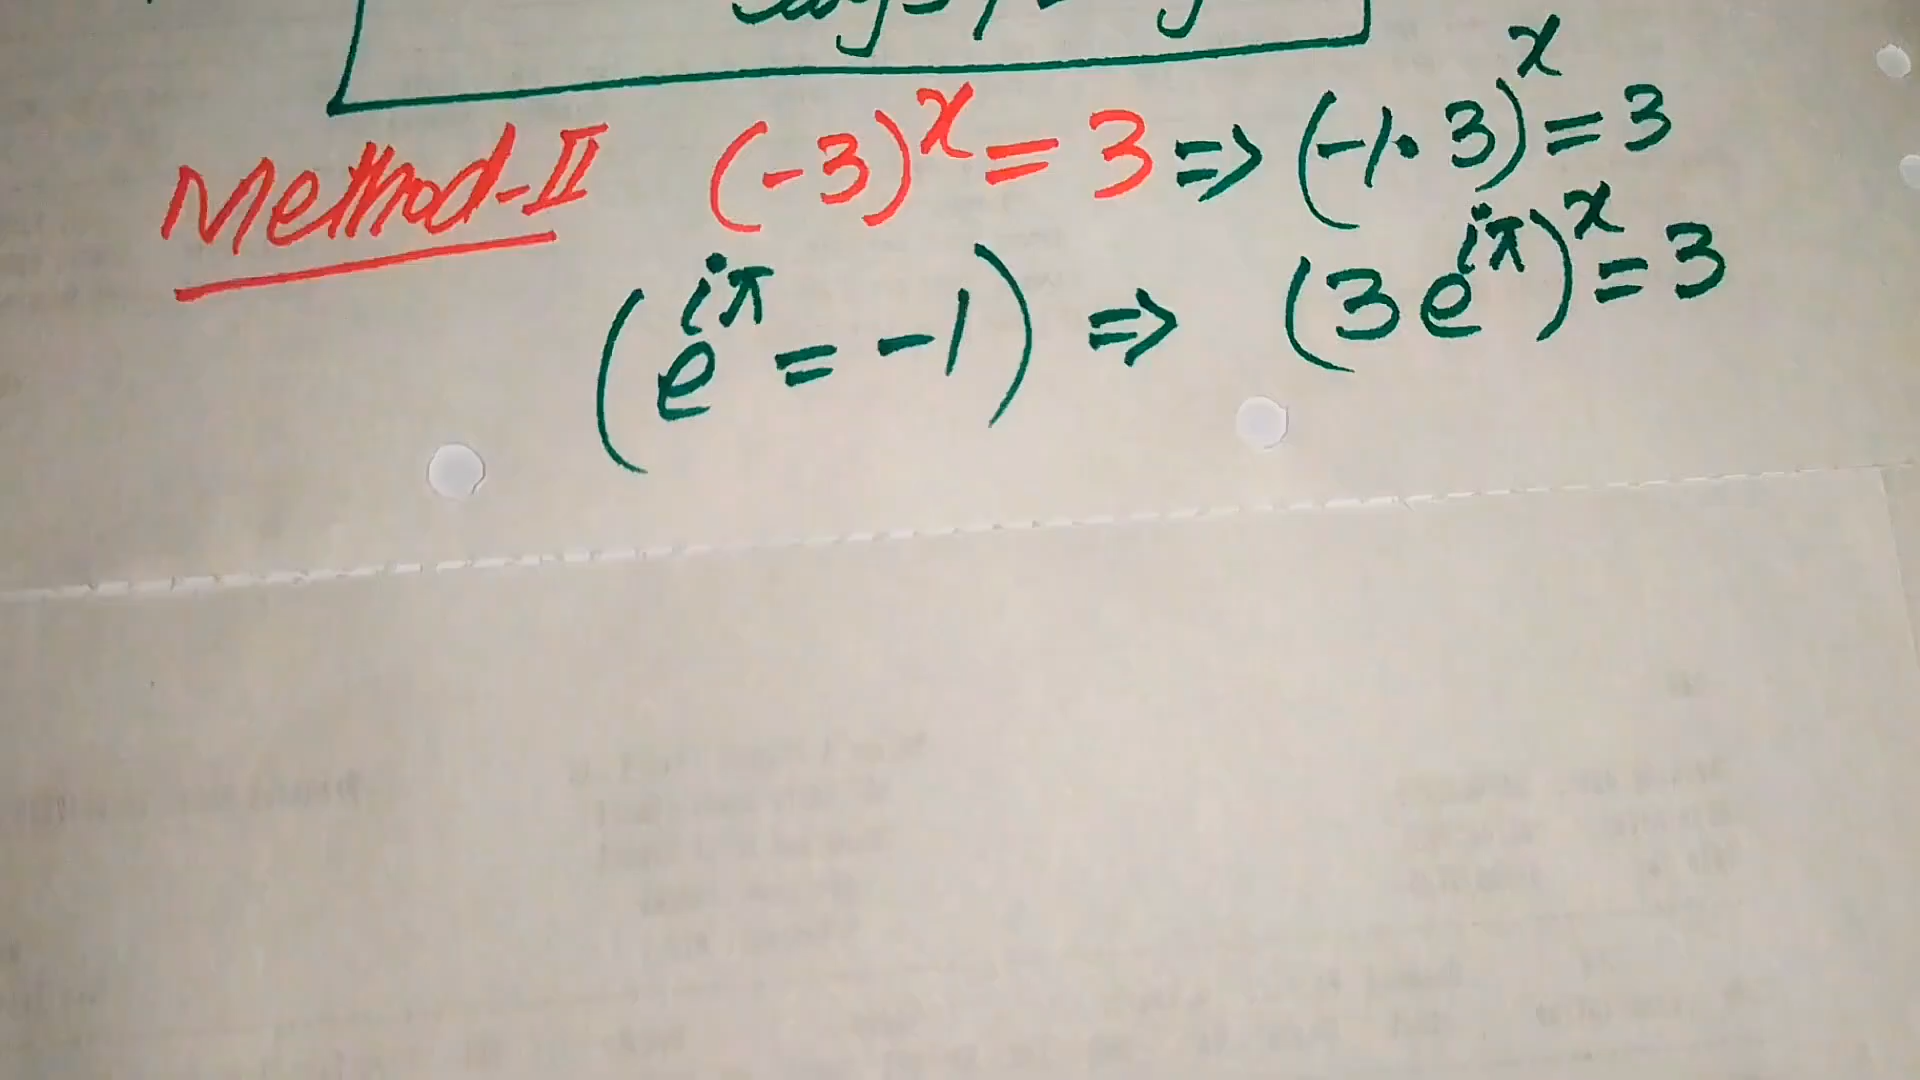 Method-II (-3)^x = 3 => (-1·3)^x = 3
(e^iπ = -1) => (3e^iπ)^x = 3